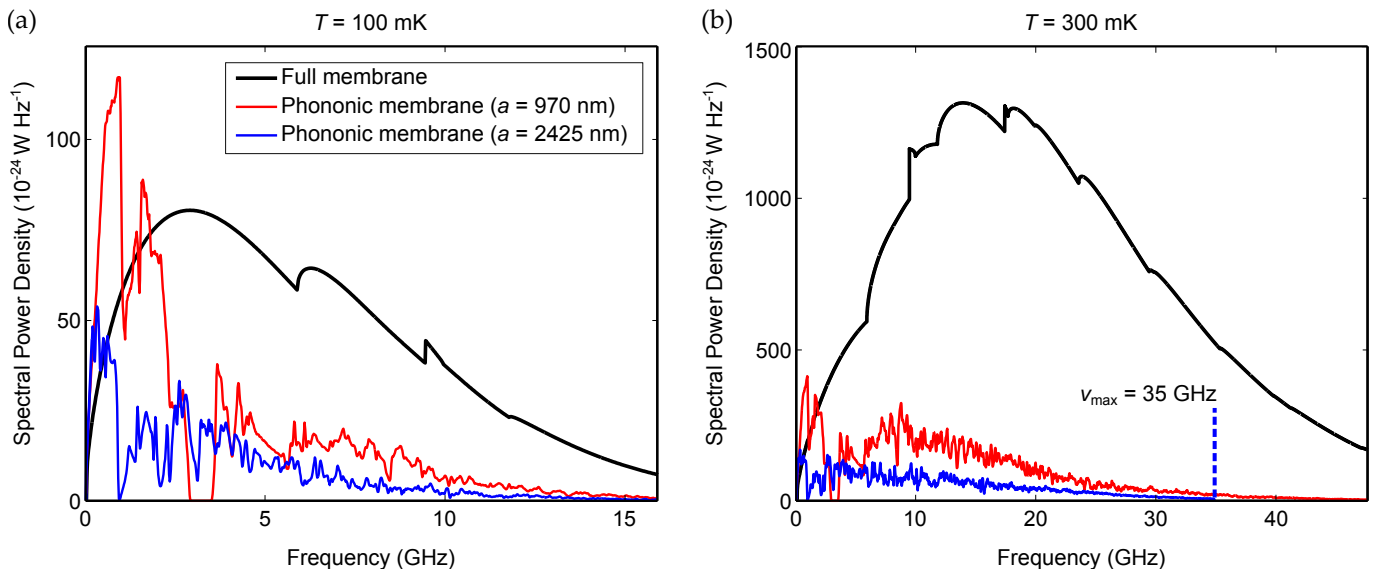 (a)
T = 100 mK
Spectral Power Density (10⁻²⁴ W Hz⁻¹)
100
50
0
Full membrane
Phononic membrane (a = 970 nm)
Phononic membrane (a = 2425 nm)
0 5 10 15
Frequency (GHz)
(b)
T = 300 mK
Spectral Power Density (10⁻²⁴ W Hz⁻¹)
1500
1000
500
0
νmax = 35 GHz
0 10 20 30 40
Frequency (GHz)